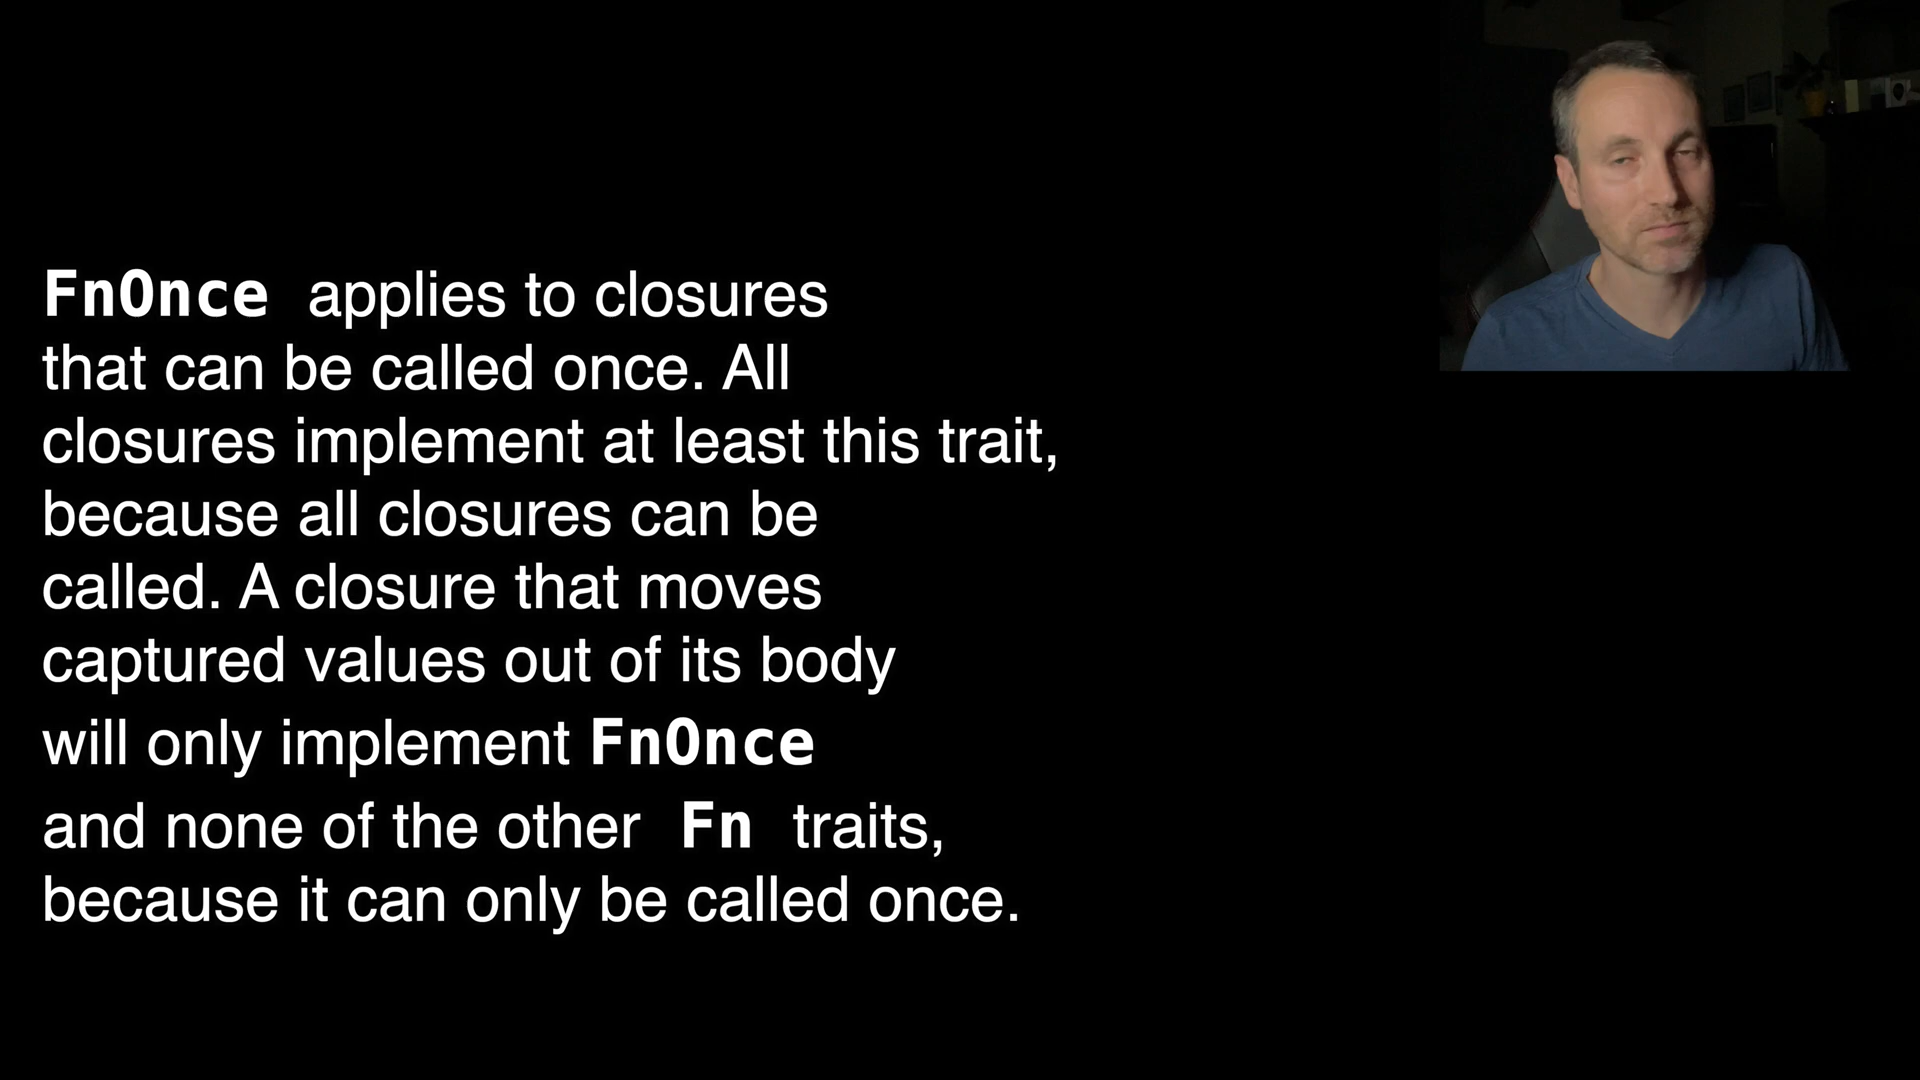 FnOnce applies to closures
that can be called once. All
closures implement at least this trait,
because all closures can be
called. A closure that moves
captured values out of its body
will only implement FnOnce
and none of the other Fn traits,
because it can only be called once.